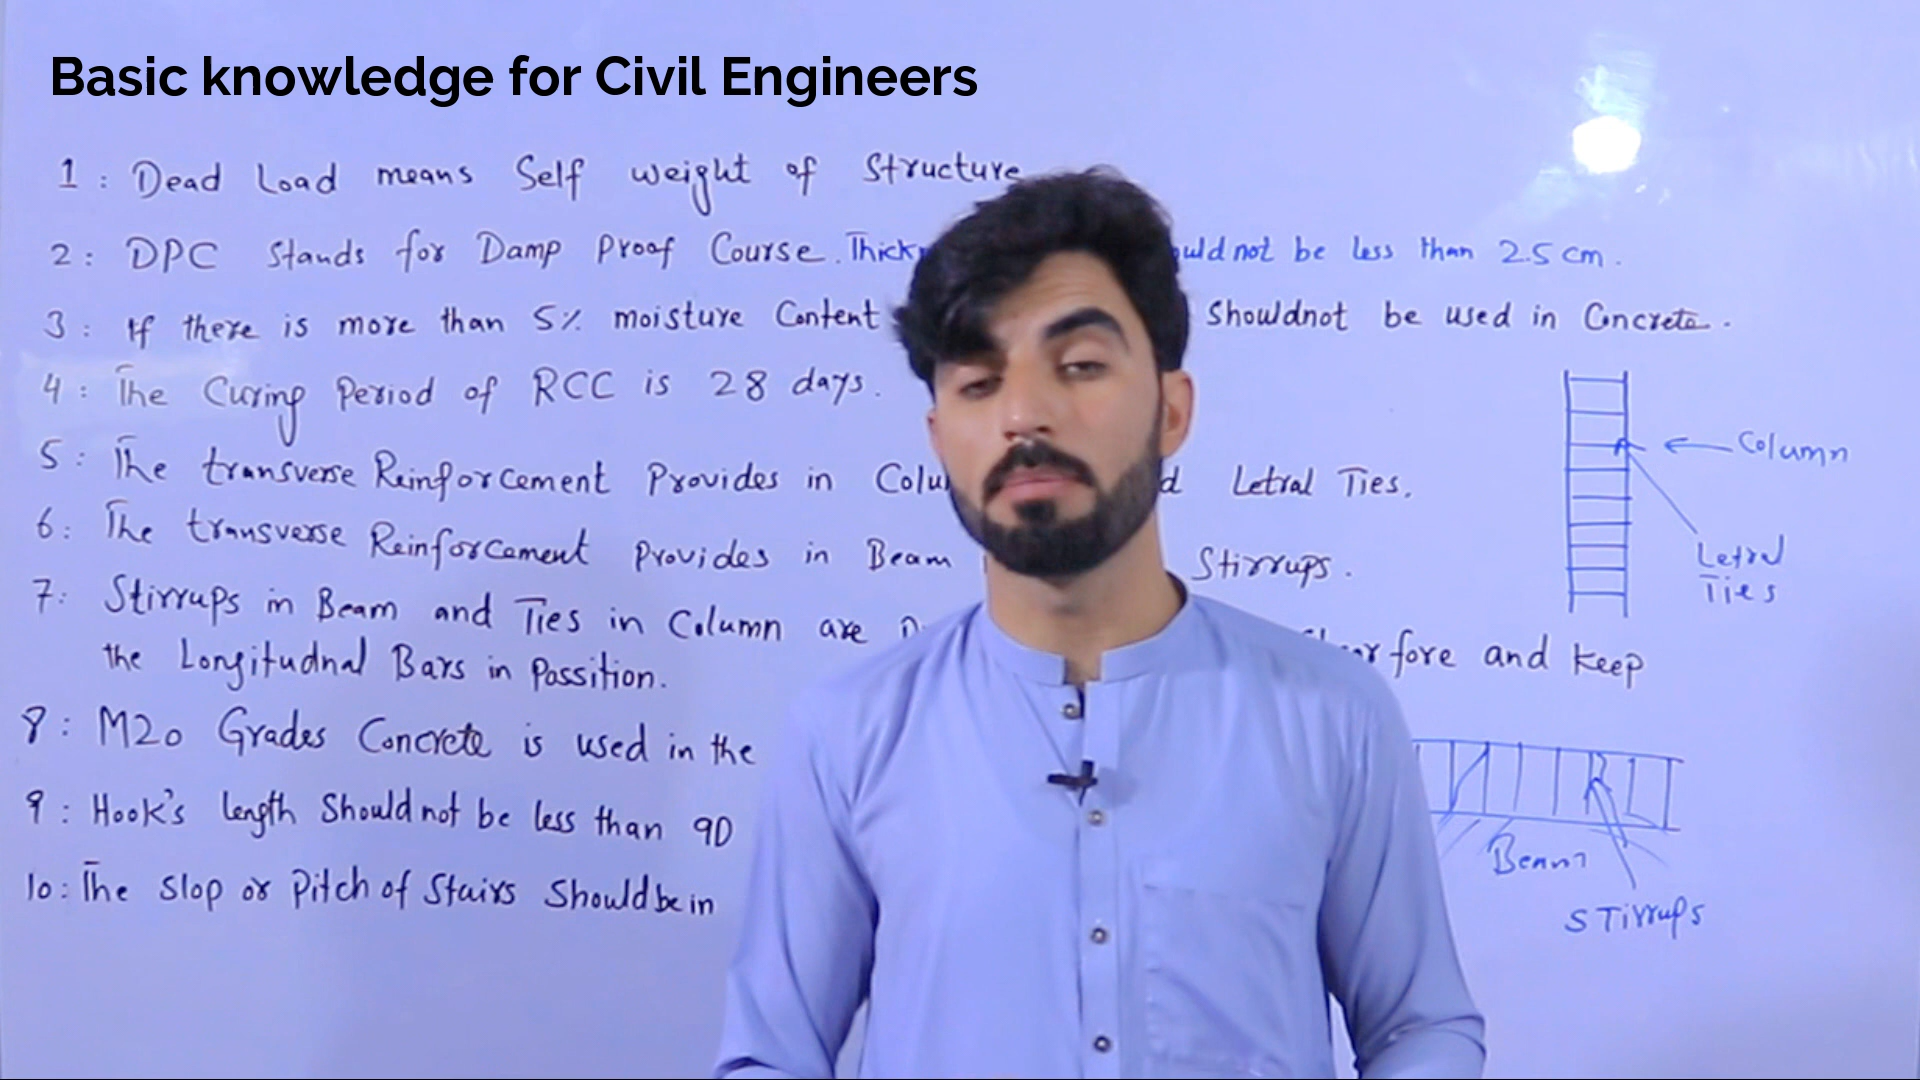 Basic knowledge for Civil Engineers
1 : Dead Load means Self weight of Structure
2 : DPC Stands for Damp Proof Course. not be less than 2.5 cm.
3 : If there is more than 5% moisture Content Shouldnot be used in Concrete.
4 : The Curing Period of RCC is 28 days.
5 : The transverse Reinforcement Provides in Letral Ties.
6 : The transverse Reinforcement Provides in Beam Stirrups.
7 : Stirrups in Beam and Ties in Column are fore and Keep
the Longitudnal Bars in Possition.
8 : M20 Grades Concrete is used in the
9 : Hook's length Should not be less than 9D
10 : The Slop or Pitch of Stairs Should be in
Column
Letral
Ties
Beam
STirrups